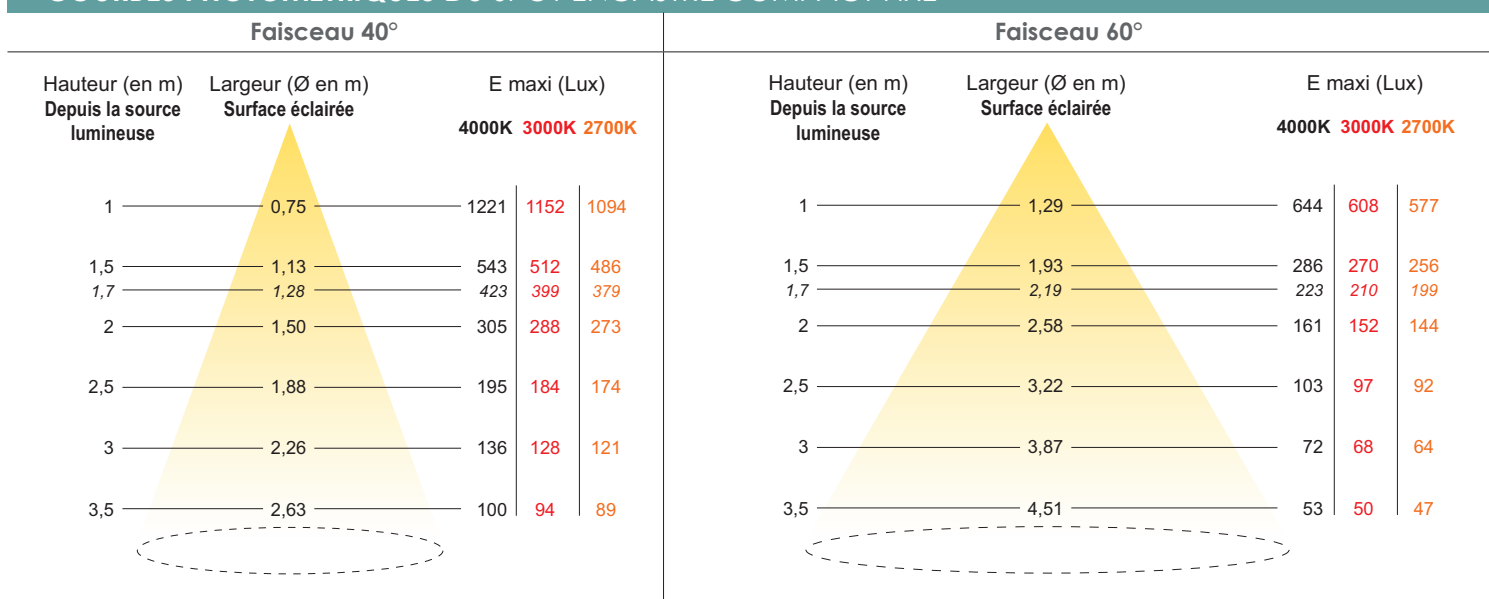 Faisceau 40°
Hauteur (en m) Largeur (Ø en m) E maxi (Lux)
Depuis la source Surface éclairée
lumineuse
4000K 3000K 2700K
1 0,75 1221 1152 1094
1,5 1,13 543 512 486
1,7 1,28 423 399 379
2 1,50 305 288 273
2,5 1,88 195 184 174
3 2,26 136 128 121
3,5 2,63 100 94 89
Faisceau 60°
Hauteur (en m) Largeur (Ø en m) E maxi (Lux)
Depuis la source Surface éclairée
lumineuse
4000K 3000K 2700K
1 1,29 644 608 577
1,5 1,93 286 270 256
1,7 2,19 223 210 199
2 2,58 161 152 144
2,5 3,22 103 97 92
3 3,87 72 68 64
3,5 4,51 53 50 47